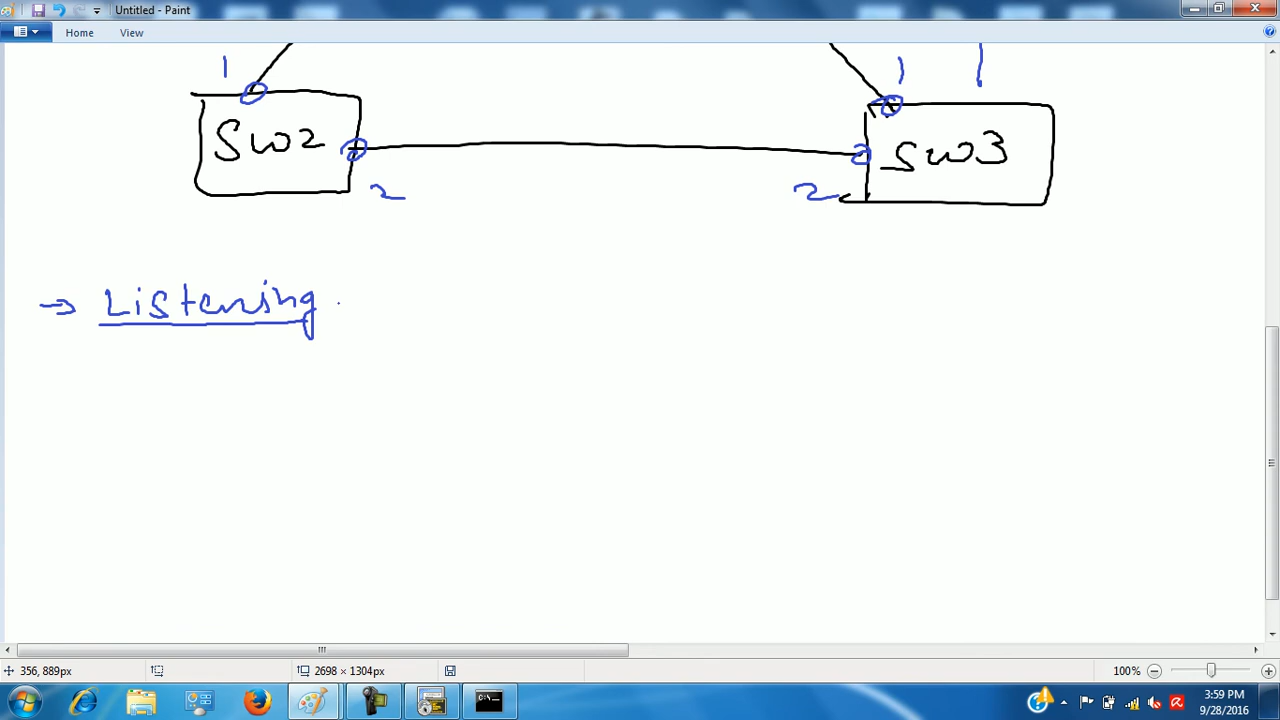 Untitled - Paint
Home View
1 1
SW2 SW3
2 2
→ Listening
356, 889px 2698 × 1304px 100%
3:59 PM
9/28/2016